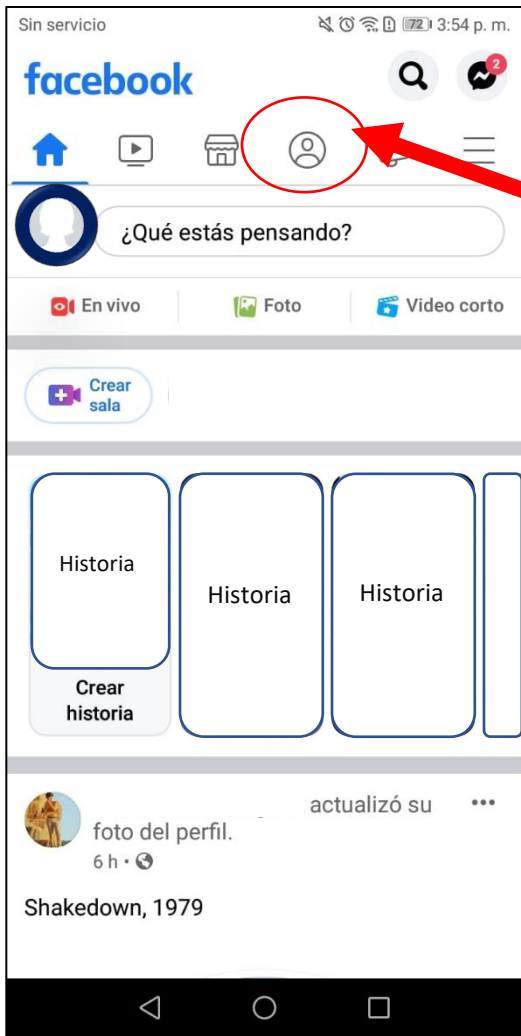 Sin servicio 72 3:54 p. m.
facebook 2
¿Qué estás pensando?
En vivo Foto Video corto
Crear
sala
Historia Historia Historia
Crear
historia
actualizó su
foto del perfil.
6 h •
Shakedown, 1979